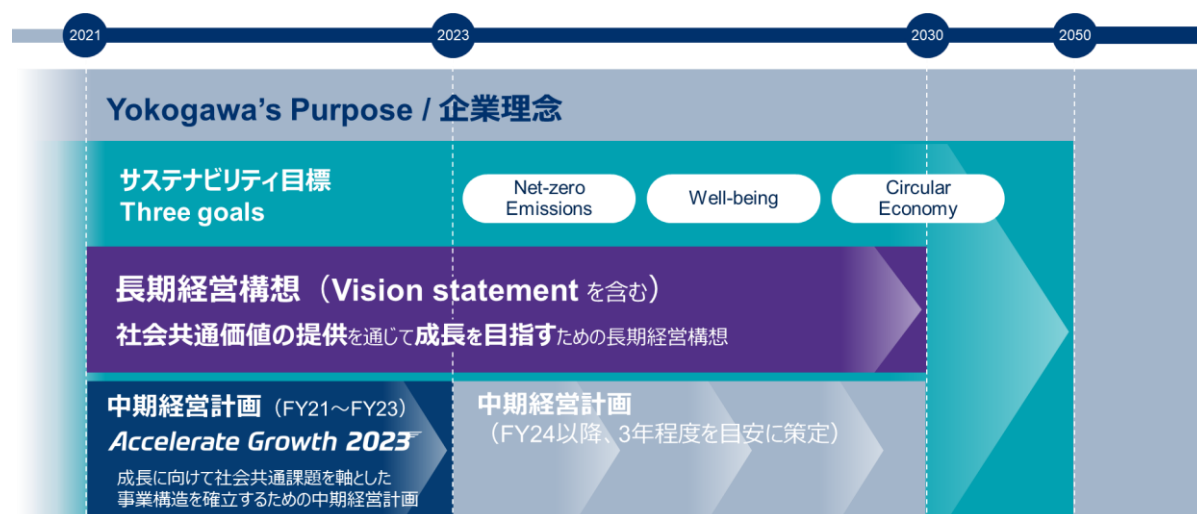 2021
2023
2030
2050
Yokogawa's Purpose / 企業理念
サステナビリティ目標
Three goals
Net-zero
Emissions
Well-being
Circular
Economy
長期経営構想（Vision statement を含む）
社会共通価値の提供を通じて成長を目指すための長期経営構想
中期経営計画（FY21～FY23）
Accelerate Growth 2023
成長に向けて社会共通課題を軸とした
事業構造を確立するための中期経営計画
中期経営計画
（FY24以降、3年程度を目安に策定）